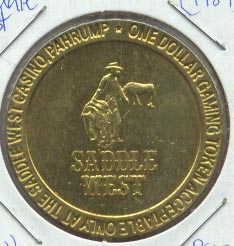 ONE DOLLAR GAMING TOKEN ACCEPTABLE ONLY AT THE SADDLE WEST CASINO, PAHRUMP •
SADDLE
WEST